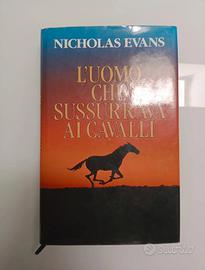 NICHOLAS EVANS
L'UOMO
CHE
SUSSURRAVA
AI CAVALLI
subito